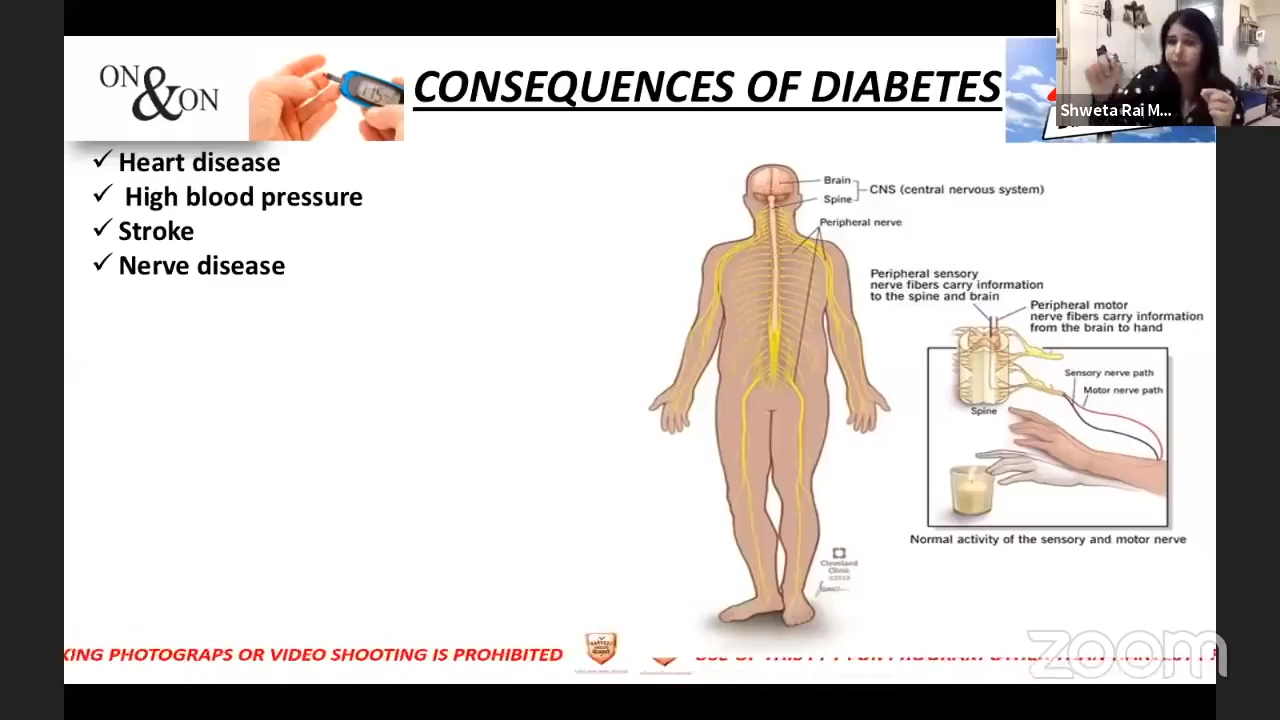 ON & ON
CONSEQUENCES OF DIABETES
Shweta Rai M...
✓ Heart disease
✓ High blood pressure
✓ Stroke
✓ Nerve disease
Brain
Spine
CNS (central nervous system)
Peripheral nerve
Peripheral sensory
nerve fibers carry information
to the spine and brain
Peripheral motor
nerve fibers carry information
from the brain to hand
Sensory nerve path
Motor nerve path
Spine
Normal activity of the sensory and motor nerve
Cleveland
Clinic
©2013
KING PHOTOGRAPS OR VIDEO SHOOTING IS PROHIBITED
zoom